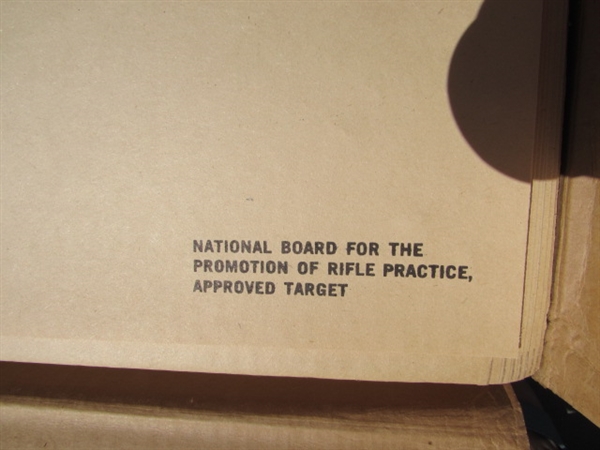 NATIONAL BOARD FOR THE
PROMOTION OF RIFLE PRACTICE,
APPROVED TARGET